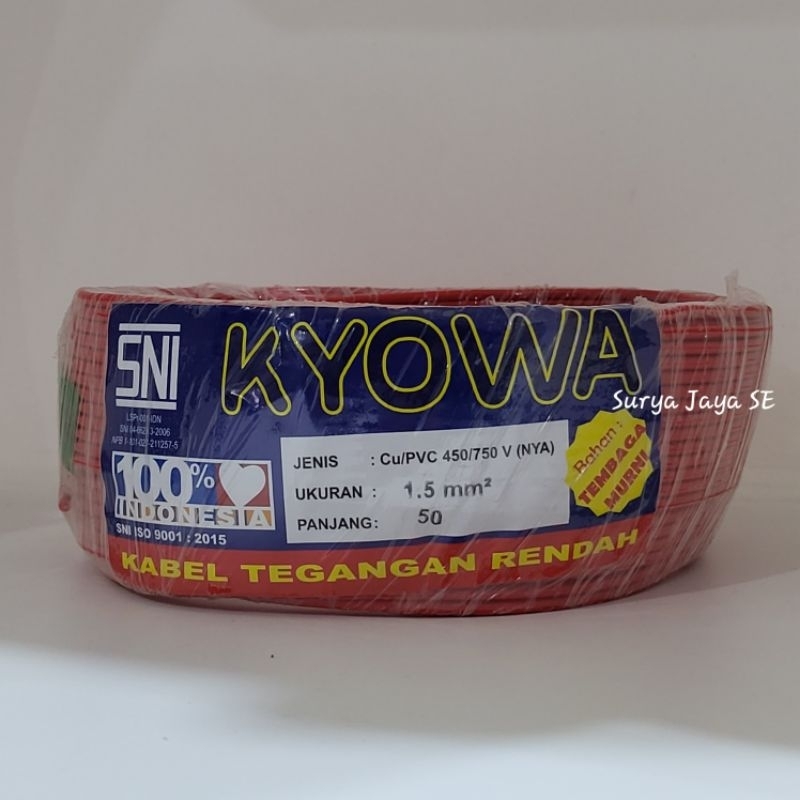 SNI
KYOWA
Surya Jaya SE
100%
INDONESIA
SNI ISO 9001 : 2015
JENIS : Cu/PVC 450/750 V (NYA)
UKURAN : 1.5 mm²
PANJANG: 50
Bahan :
TEMBAGA
MURNI
KABEL TEGANGAN RENDAH